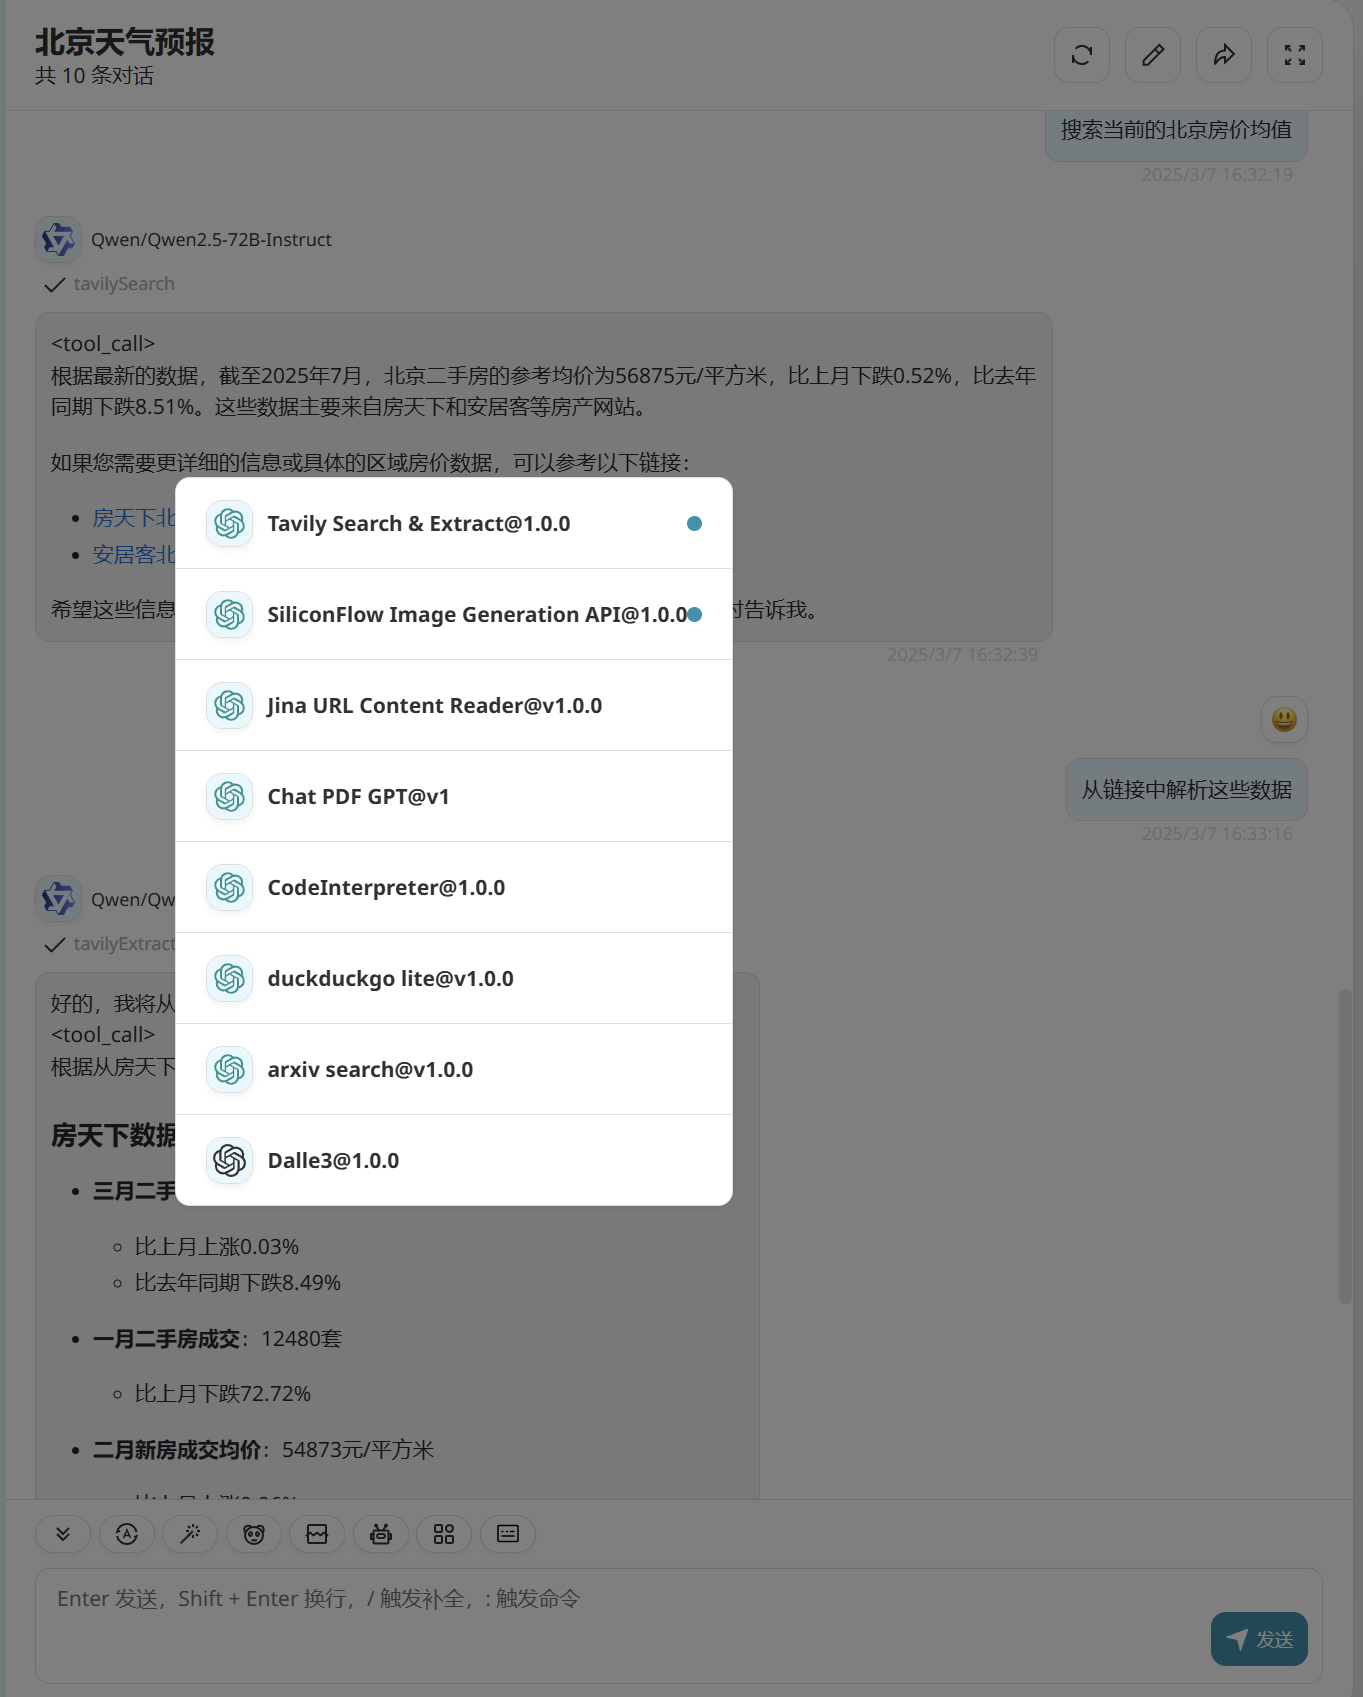 北京天气预报
共 10 条对话
搜索当前的北京房价均值
2025/3/7 16:32:19
Qwen/Qwen2.5-72B-Instruct
tavilySearch
<tool_call>
根据最新的数据，截至2025年7月，北京二手房的参考均价为56875元/平方米，比上月下跌0.52%，比去年
同期下跌8.51%。这些数据主要来自房天下和安居客等房产网站。
如果您需要更详细的信息或具体的区域房价数据，可以参考以下链接：
房天下北
安居客北
希望这些信息
时告诉我。
2025/3/7 16:32:39
Tavily Search & Extract@1.0.0
SiliconFlow Image Generation API@1.0.0
Jina URL Content Reader@v1.0.0
Chat PDF GPT@v1
CodeInterpreter@1.0.0
duckduckgo lite@v1.0.0
arxiv search@v1.0.0
Dalle3@1.0.0
从链接中解析这些数据
2025/3/7 16:33:16
Qwen/Qw
tavilyExtract
好的，我将从
<tool_call>
根据从房天下
房天下数据
三月二手
比上月上涨0.03%
比去年同期下跌8.49%
一月二手房成交：12480套
比上月下跌72.72%
二月新房成交均价：54873元/平方米
Enter 发送，Shift + Enter 换行，/ 触发补全，: 触发命令
发送